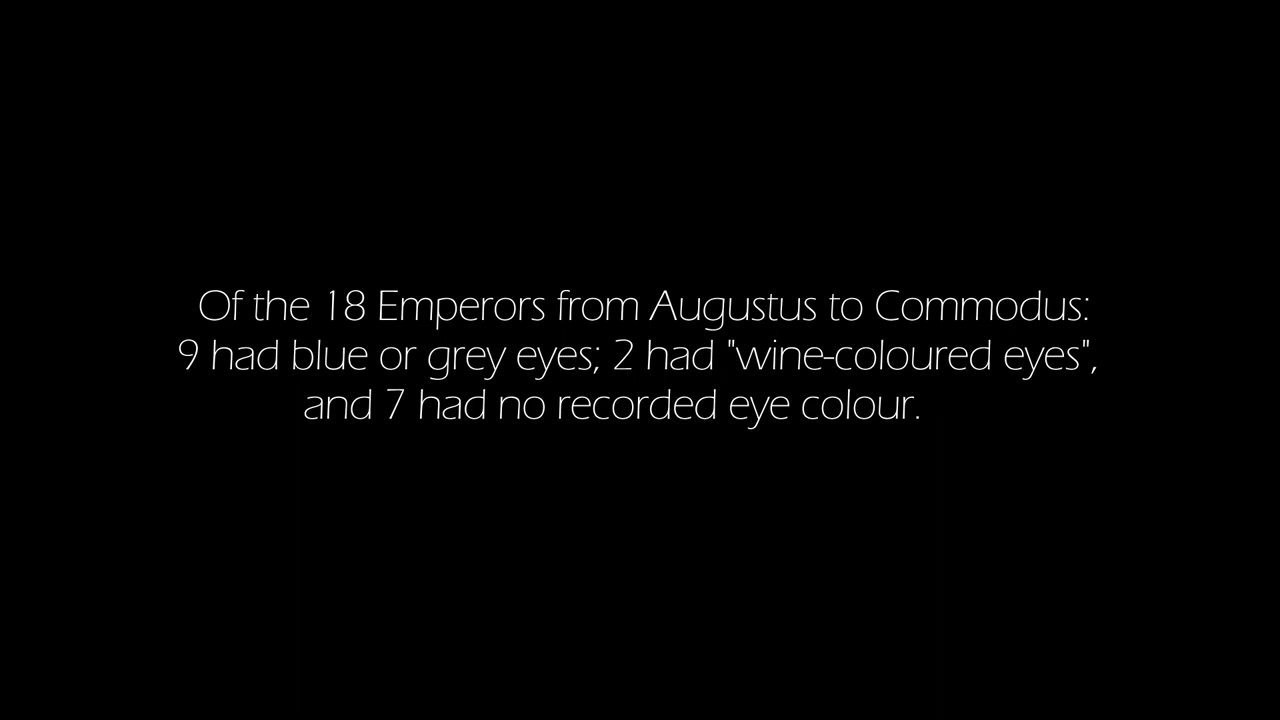 Of the 18 Emperors from Augustus to Commodus:
9 had blue or grey eyes; 2 had "wine-coloured eyes",
and 7 had no recorded eye colour.